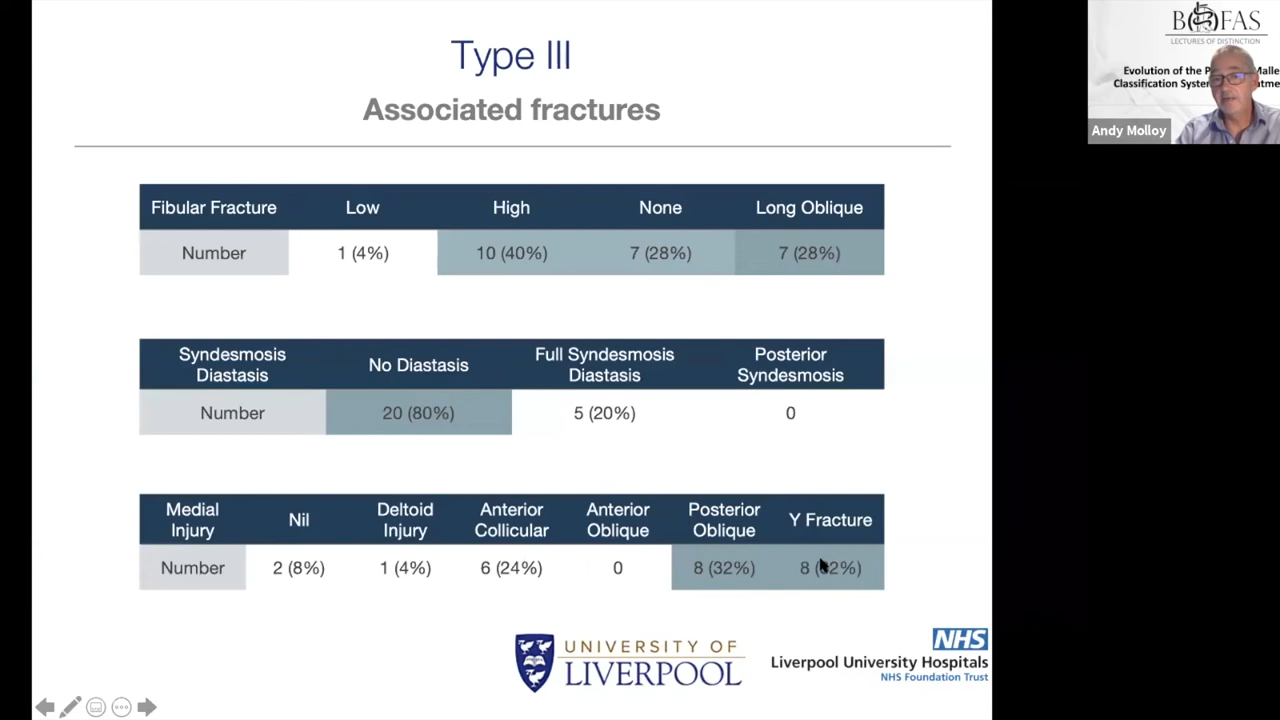 Type III
Associated fractures
Fibular Fracture Low High None Long Oblique
Number 1 (4%) 10 (40%) 7 (28%) 7 (28%)
Syndesmosis Diastasis No Diastasis Full Syndesmosis Diastasis Posterior Syndesmosis
Number 20 (80%) 5 (20%) 0
Medial Injury Nil Deltoid Injury Anterior Collicular Anterior Oblique Posterior Oblique Y Fracture
Number 2 (8%) 1 (4%) 6 (24%) 0 8 (32%) 8
UNIVERSITY OF
LIVERPOOL
NHS
Liverpool University Hospitals
NHS Foundation Trust
BOFAS
LECTURES OF DISTINCTION
Evolution of the
Classification
Andy Molloy